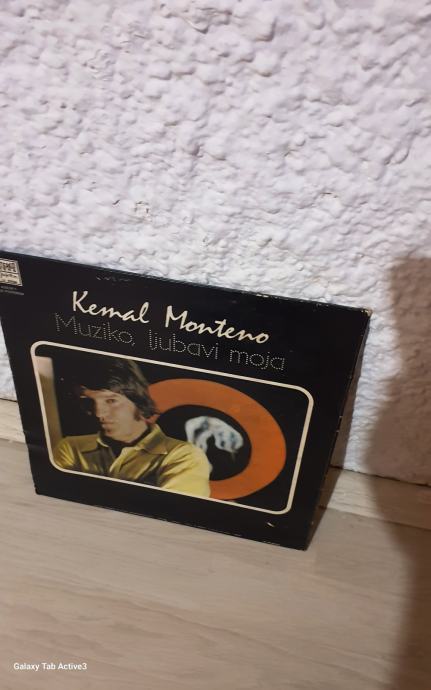 Kemal Monteno
Muziko, ljubavi moja
Galaxy Tab Active3